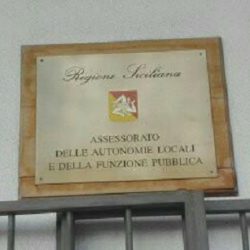 Regione Siciliana
ASSESSORATO
DELLE AUTONOMIE LOCALI
E DELLA FUNZIONE PUBBLICA